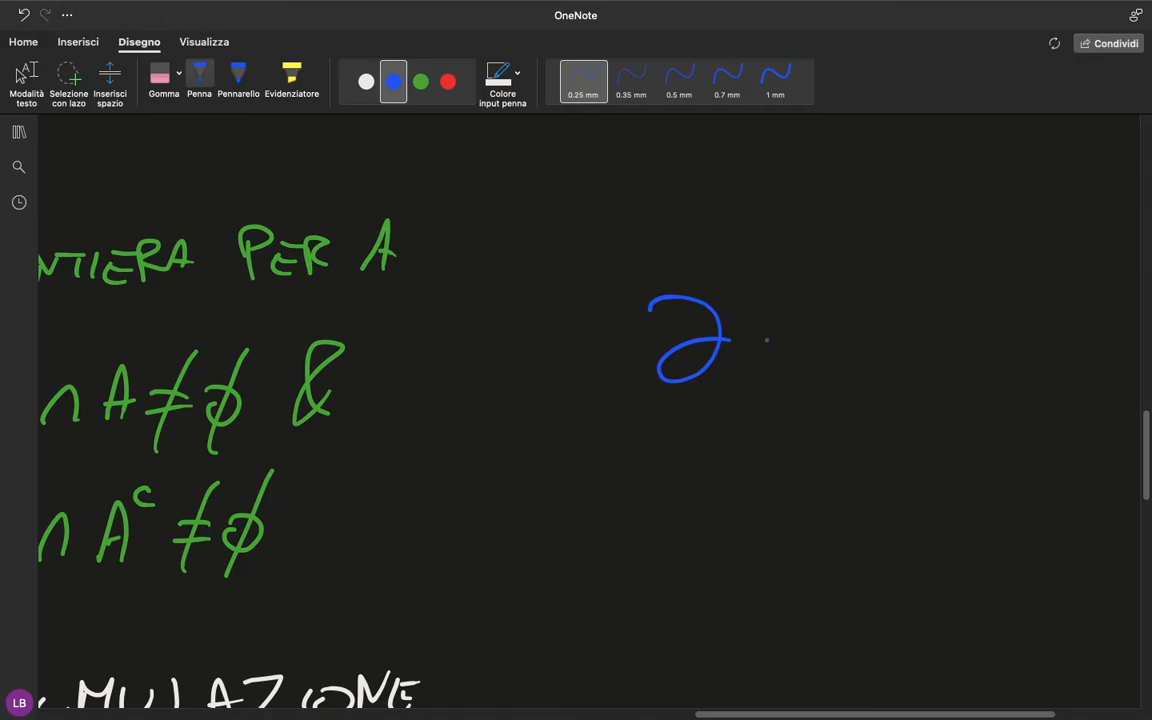 OneNote
Home Inserisci Disegno Visualizza
Condividi
Modalità testo
Selezione con lazo
Inserisci spazio
Gomma
Penna
Pennarello
Evidenziatore
Colore input penna
0.25 mm
0.35 mm
0.5 mm
0.7 mm
1 mm
NTIERA PER A
∩ A ≠ ∅ &
∩ Aᶜ ≠ ∅
2
MULAZIONE
LB